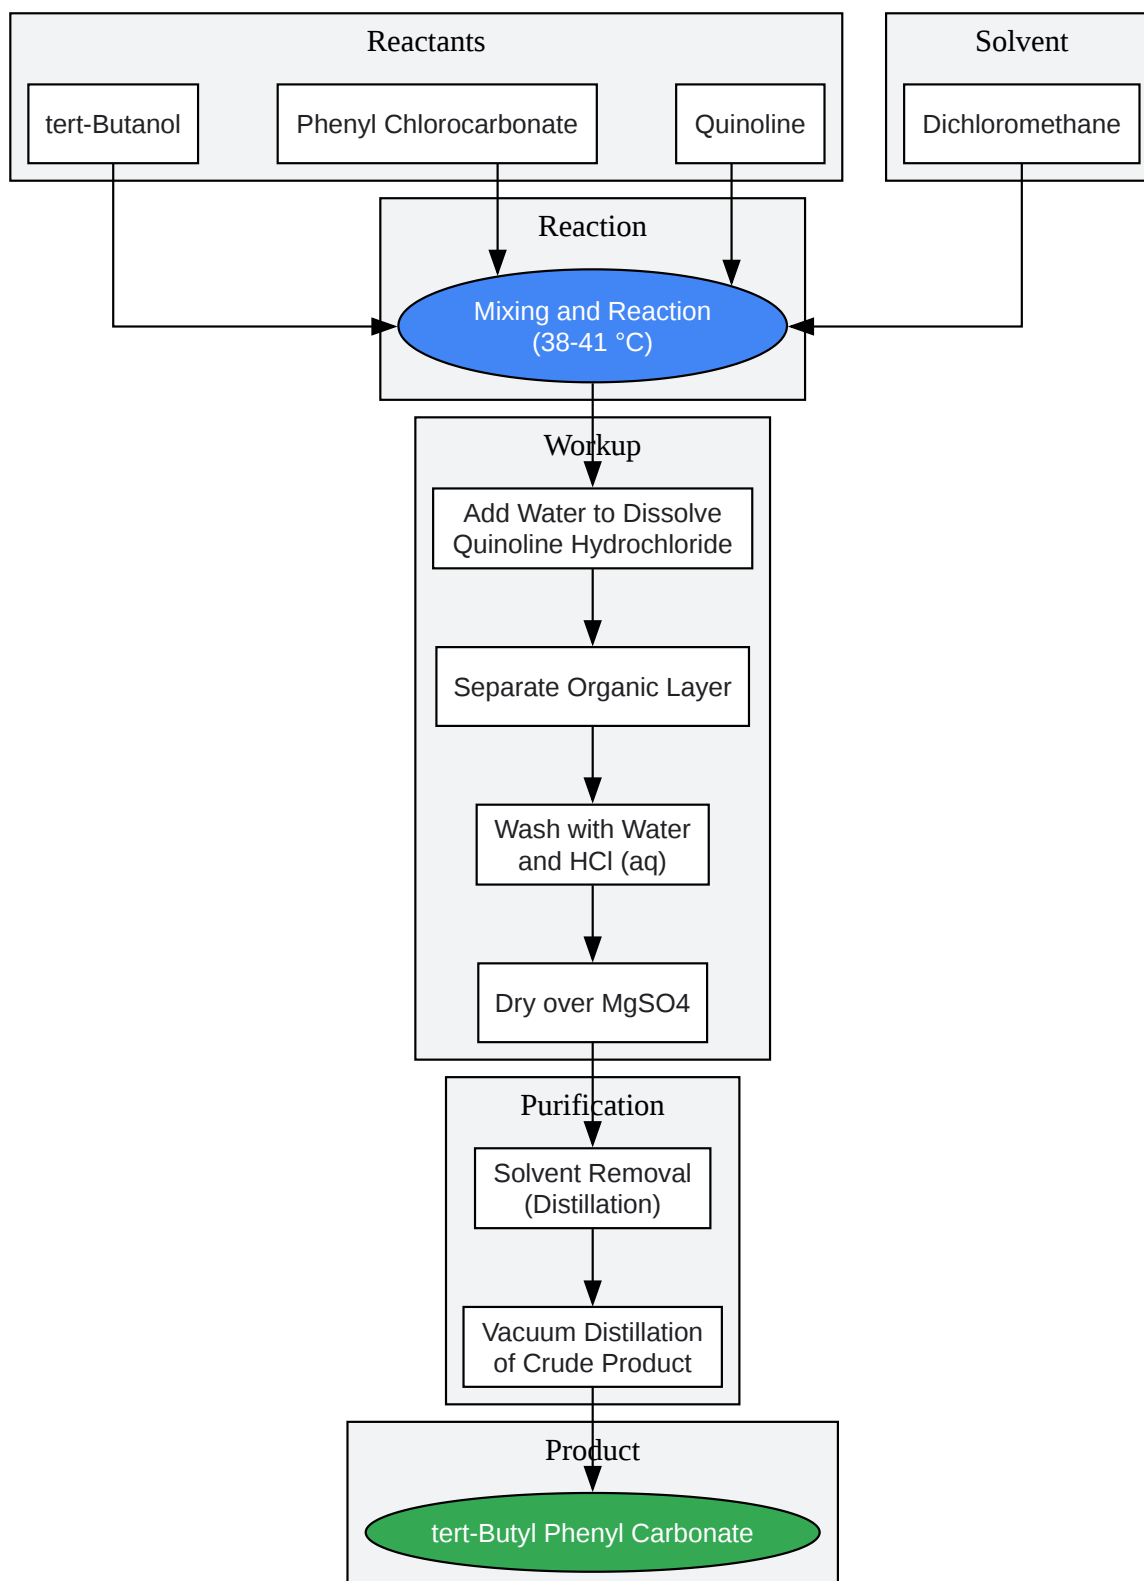 Reactants
Solvent
tert-Butanol
Phenyl Chlorocarbonate
Quinoline
Dichloromethane
Reaction
Mixing and Reaction
(38-41 °C)
Workup
Add Water to Dissolve
Quinoline Hydrochloride
Separate Organic Layer
Wash with Water
and HCl (aq)
Dry over MgSO4
Purification
Solvent Removal
(Distillation)
Vacuum Distillation
of Crude Product
Product
tert-Butyl Phenyl Carbonate